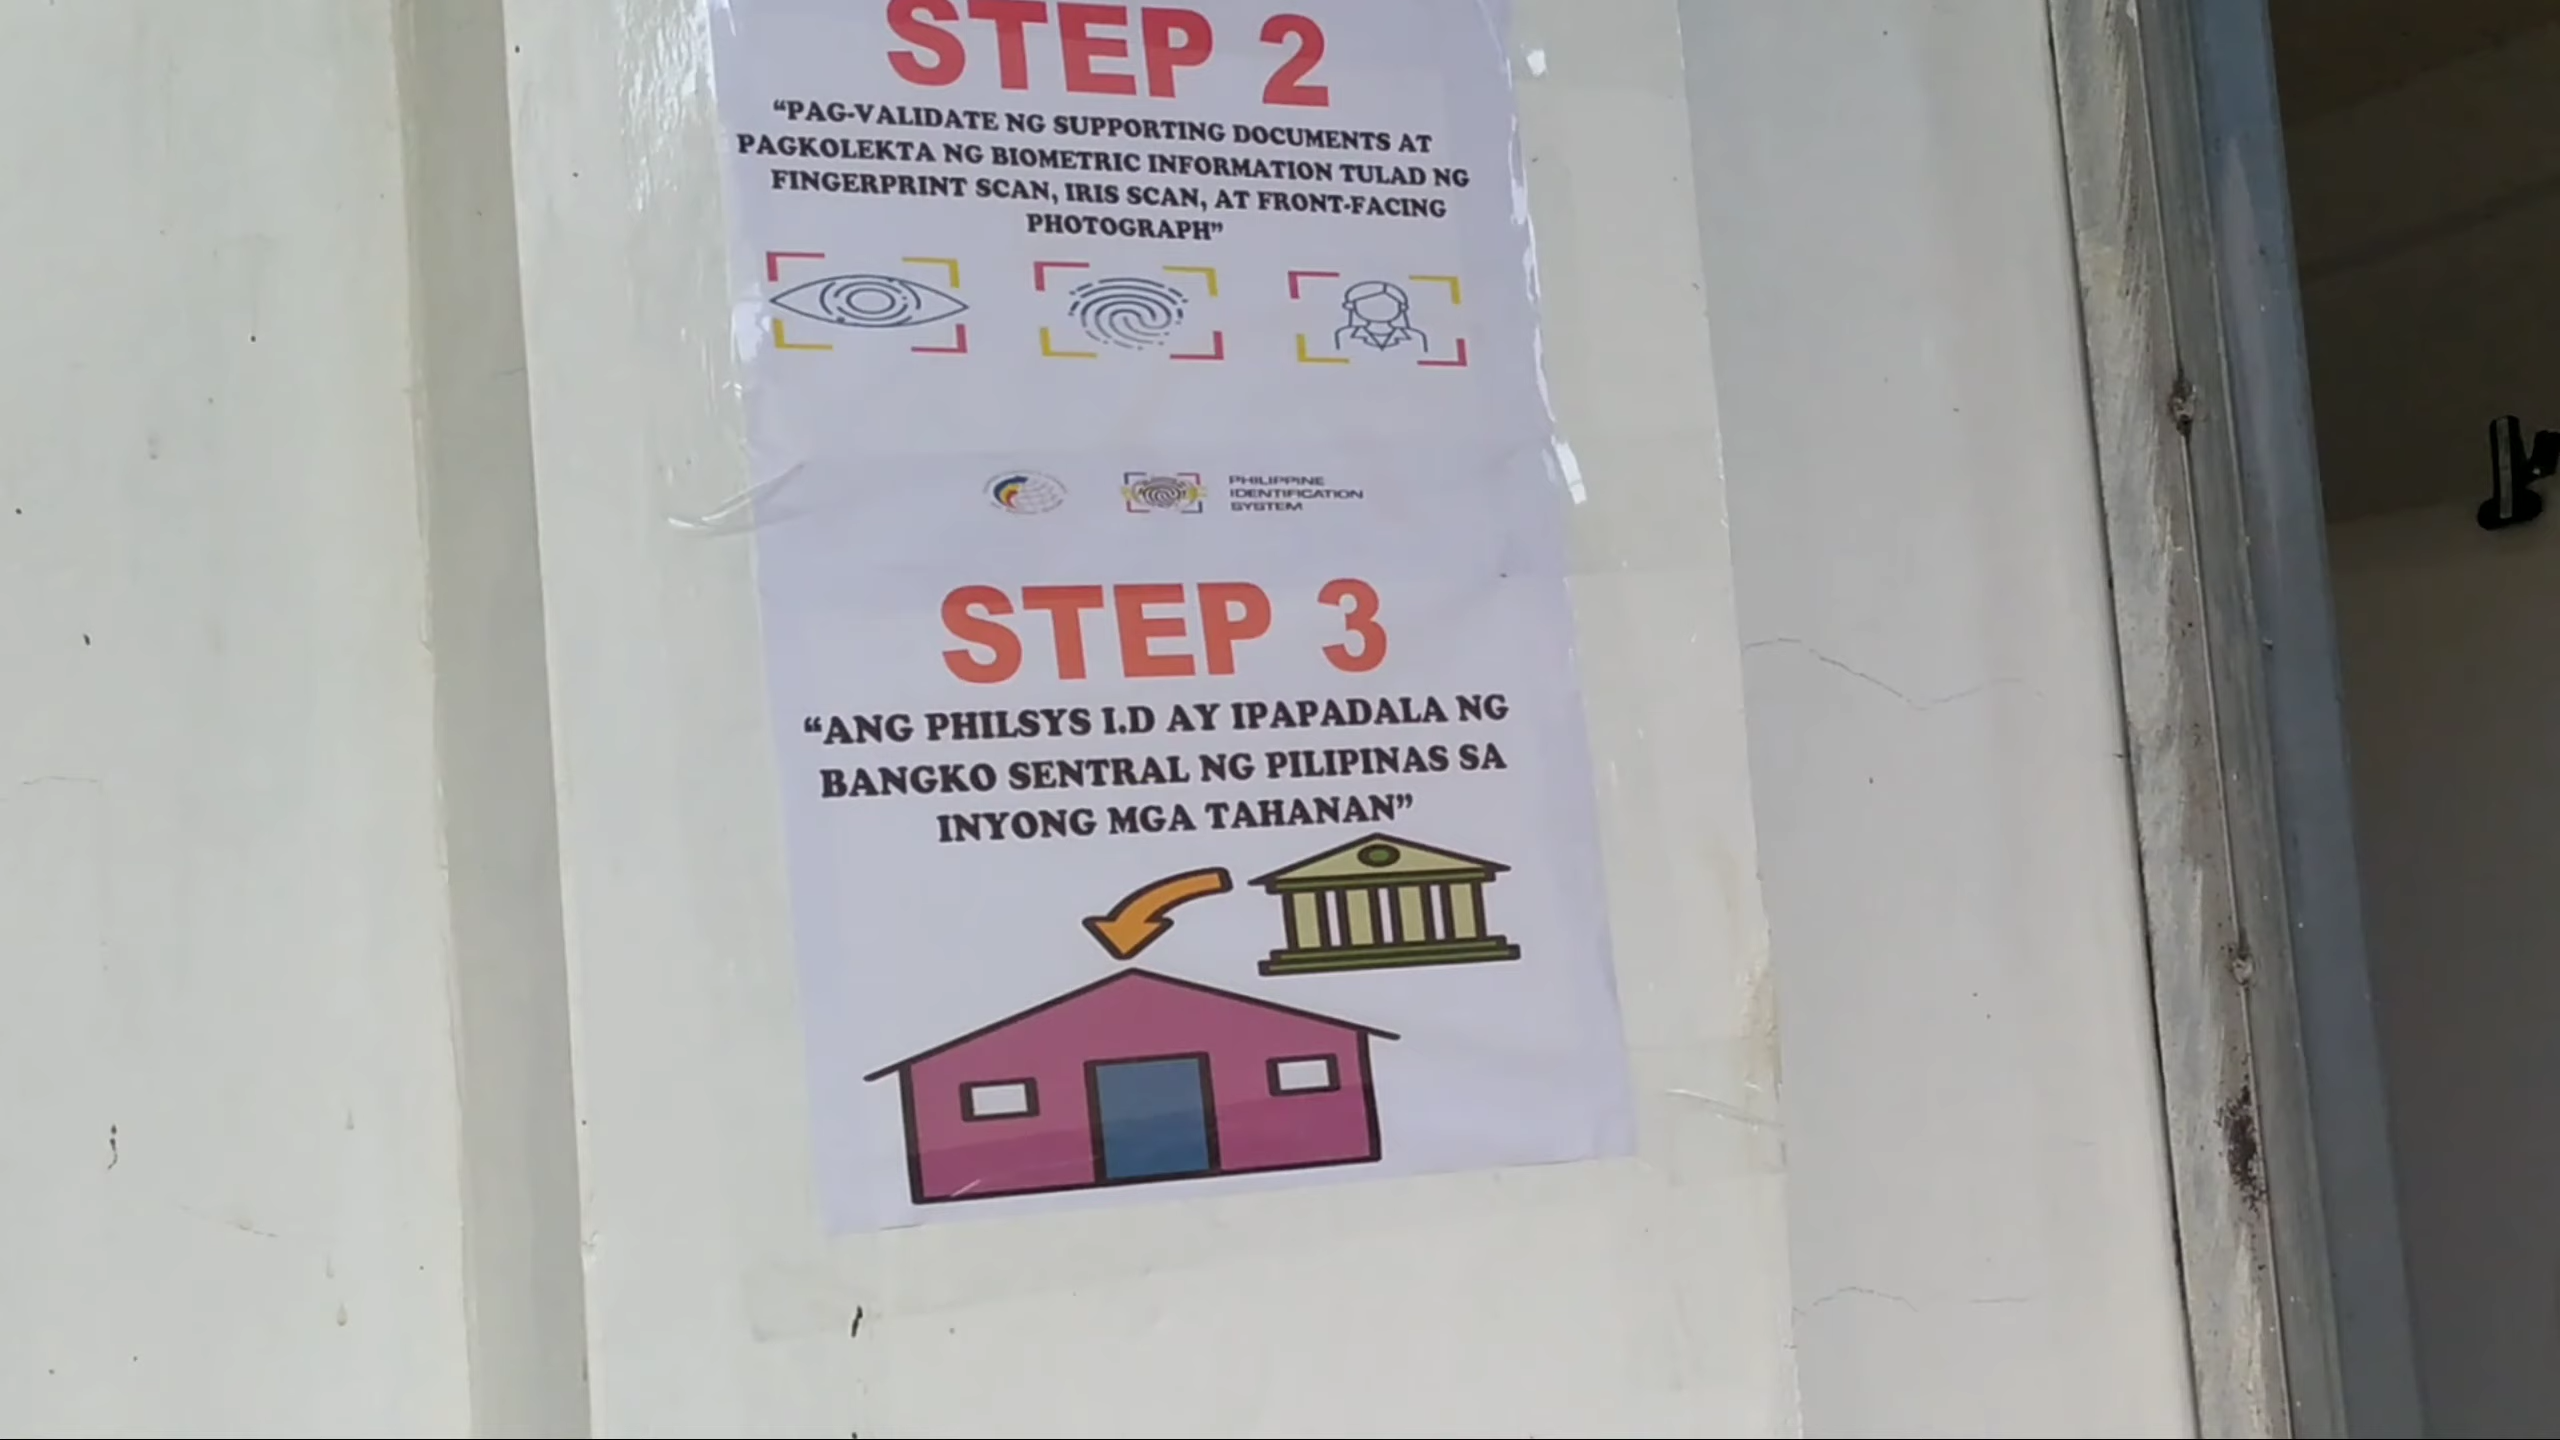 STEP 2
“PAG-VALIDATE NG SUPPORTING DOCUMENTS AT
PAGKOLEKTA NG BIOMETRIC INFORMATION TULAD NG
FINGERPRINT SCAN, IRIS SCAN, AT FRONT-FACING
PHOTOGRAPH”
PHILIPPINE
IDENTIFICATION
SYSTEM
STEP 3
“ANG PHILSYS I.D AY IPAPADALA NG
BANGKO SENTRAL NG PILIPINAS SA
INYONG MGA TAHANAN”